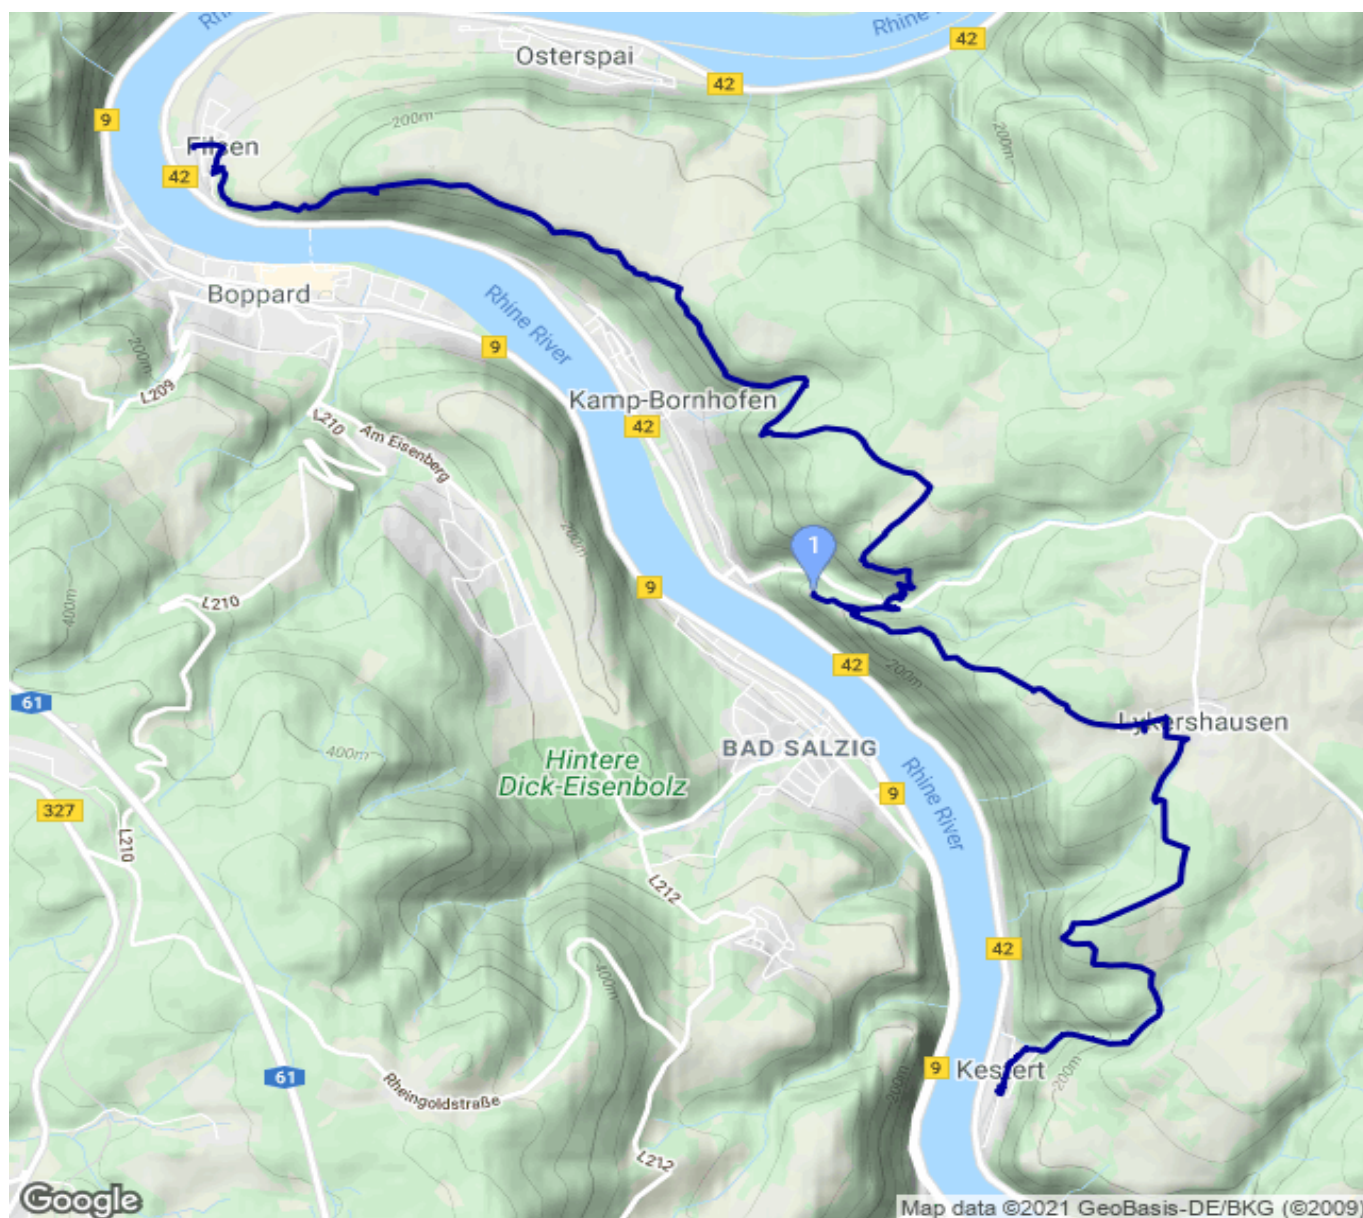 Rhine
Osterspai
42
42
9
200m
200m
Filsen
42
Boppard
Rhine River
9
200m
L209
L210
Am Eisenberg
Kamp-Bornhofen
42
200m
1
400m
L210
9
42
200m
61
Lykershausen
BAD SALZIG
400m
Hintere
Dick-Eisenbolz
Rhine River
9
327
L210
L212
42
400m
Kestert
9
200m
200m
61
Rheingoldstraße
L212
Google
Map data ©2021 GeoBasis-DE/BKG (©2009)